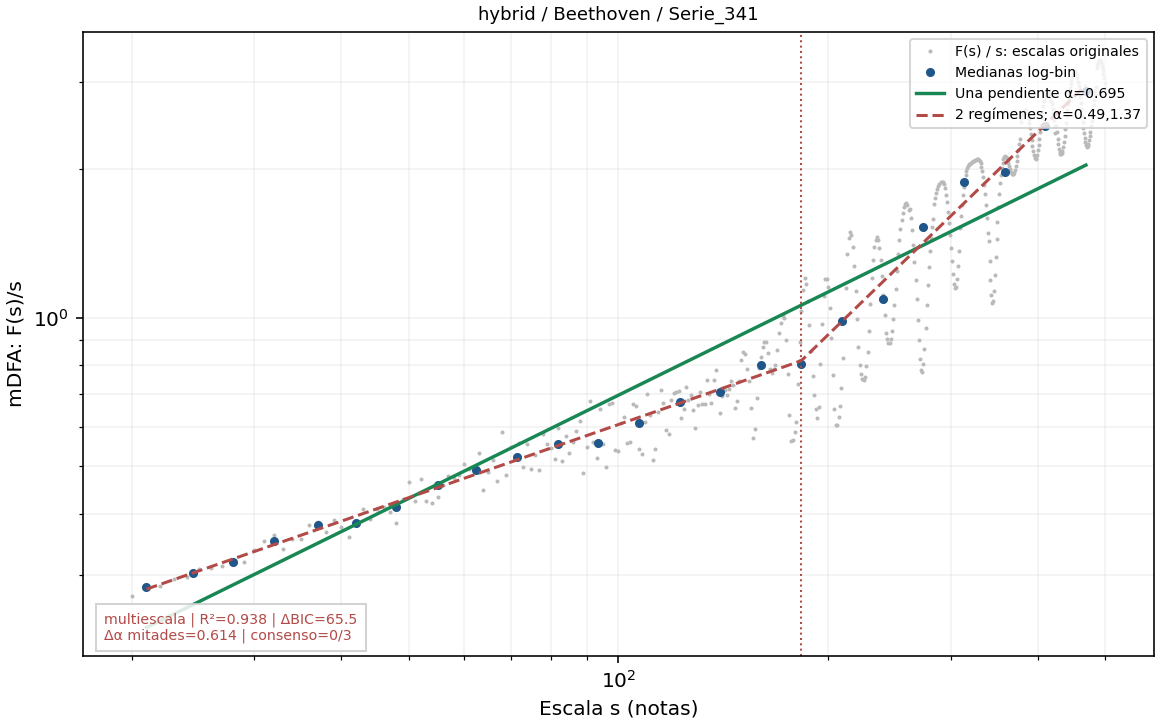 hybrid / Beethoven / Serie_341
F(s) / s: escalas originales
Medianas log-bin
Una pendiente α=0.695
2 regímenes; α=0.49,1.37
mDFA: F(s)/s
10⁰
multiescala | R²=0.938 | ΔBIC=65.5
Δα mitades=0.614 | consenso=0/3
10²
Escala s (notas)